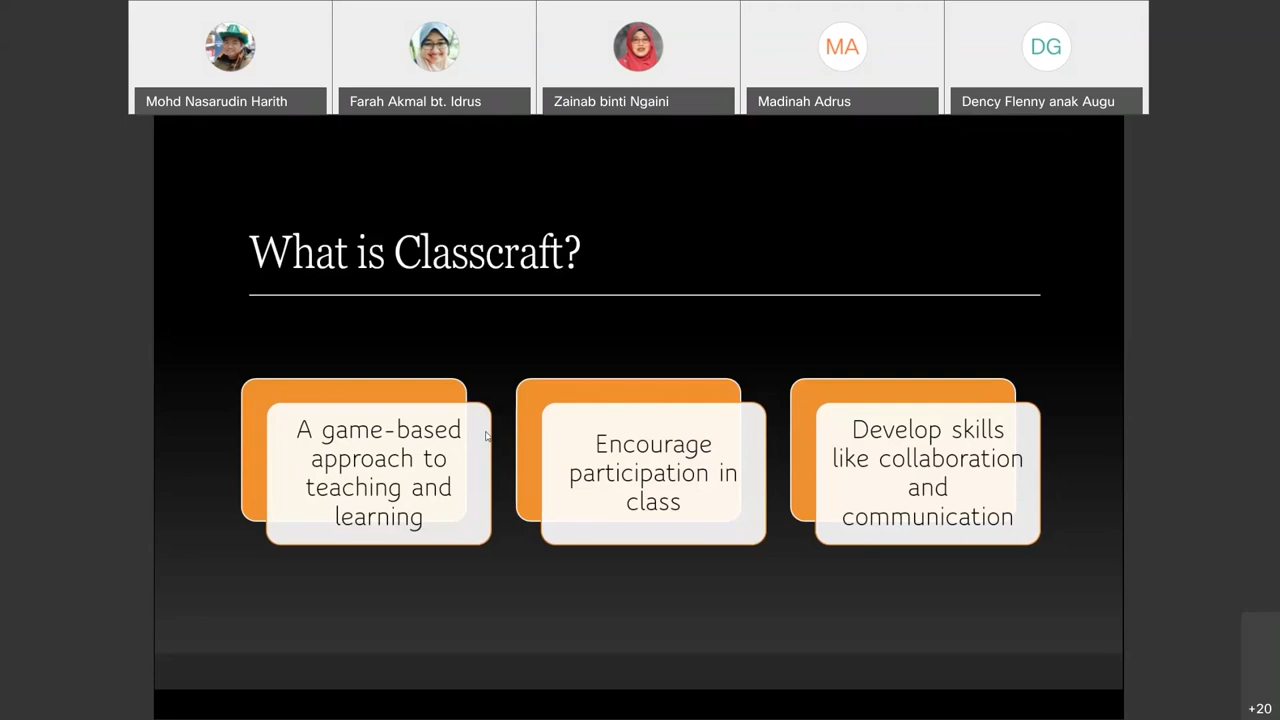 MA
DG
Mohd Nasarudin Harith
Farah Akmal bt. Idrus
Zainab binti Ngaini
Madinah Adrus
Dency Flenny anak Augu
What is Classcraft?
A game-based
approach to
teaching and
learning
Encourage
participation in
class
Develop skills
like collaboration
and
communication
+20